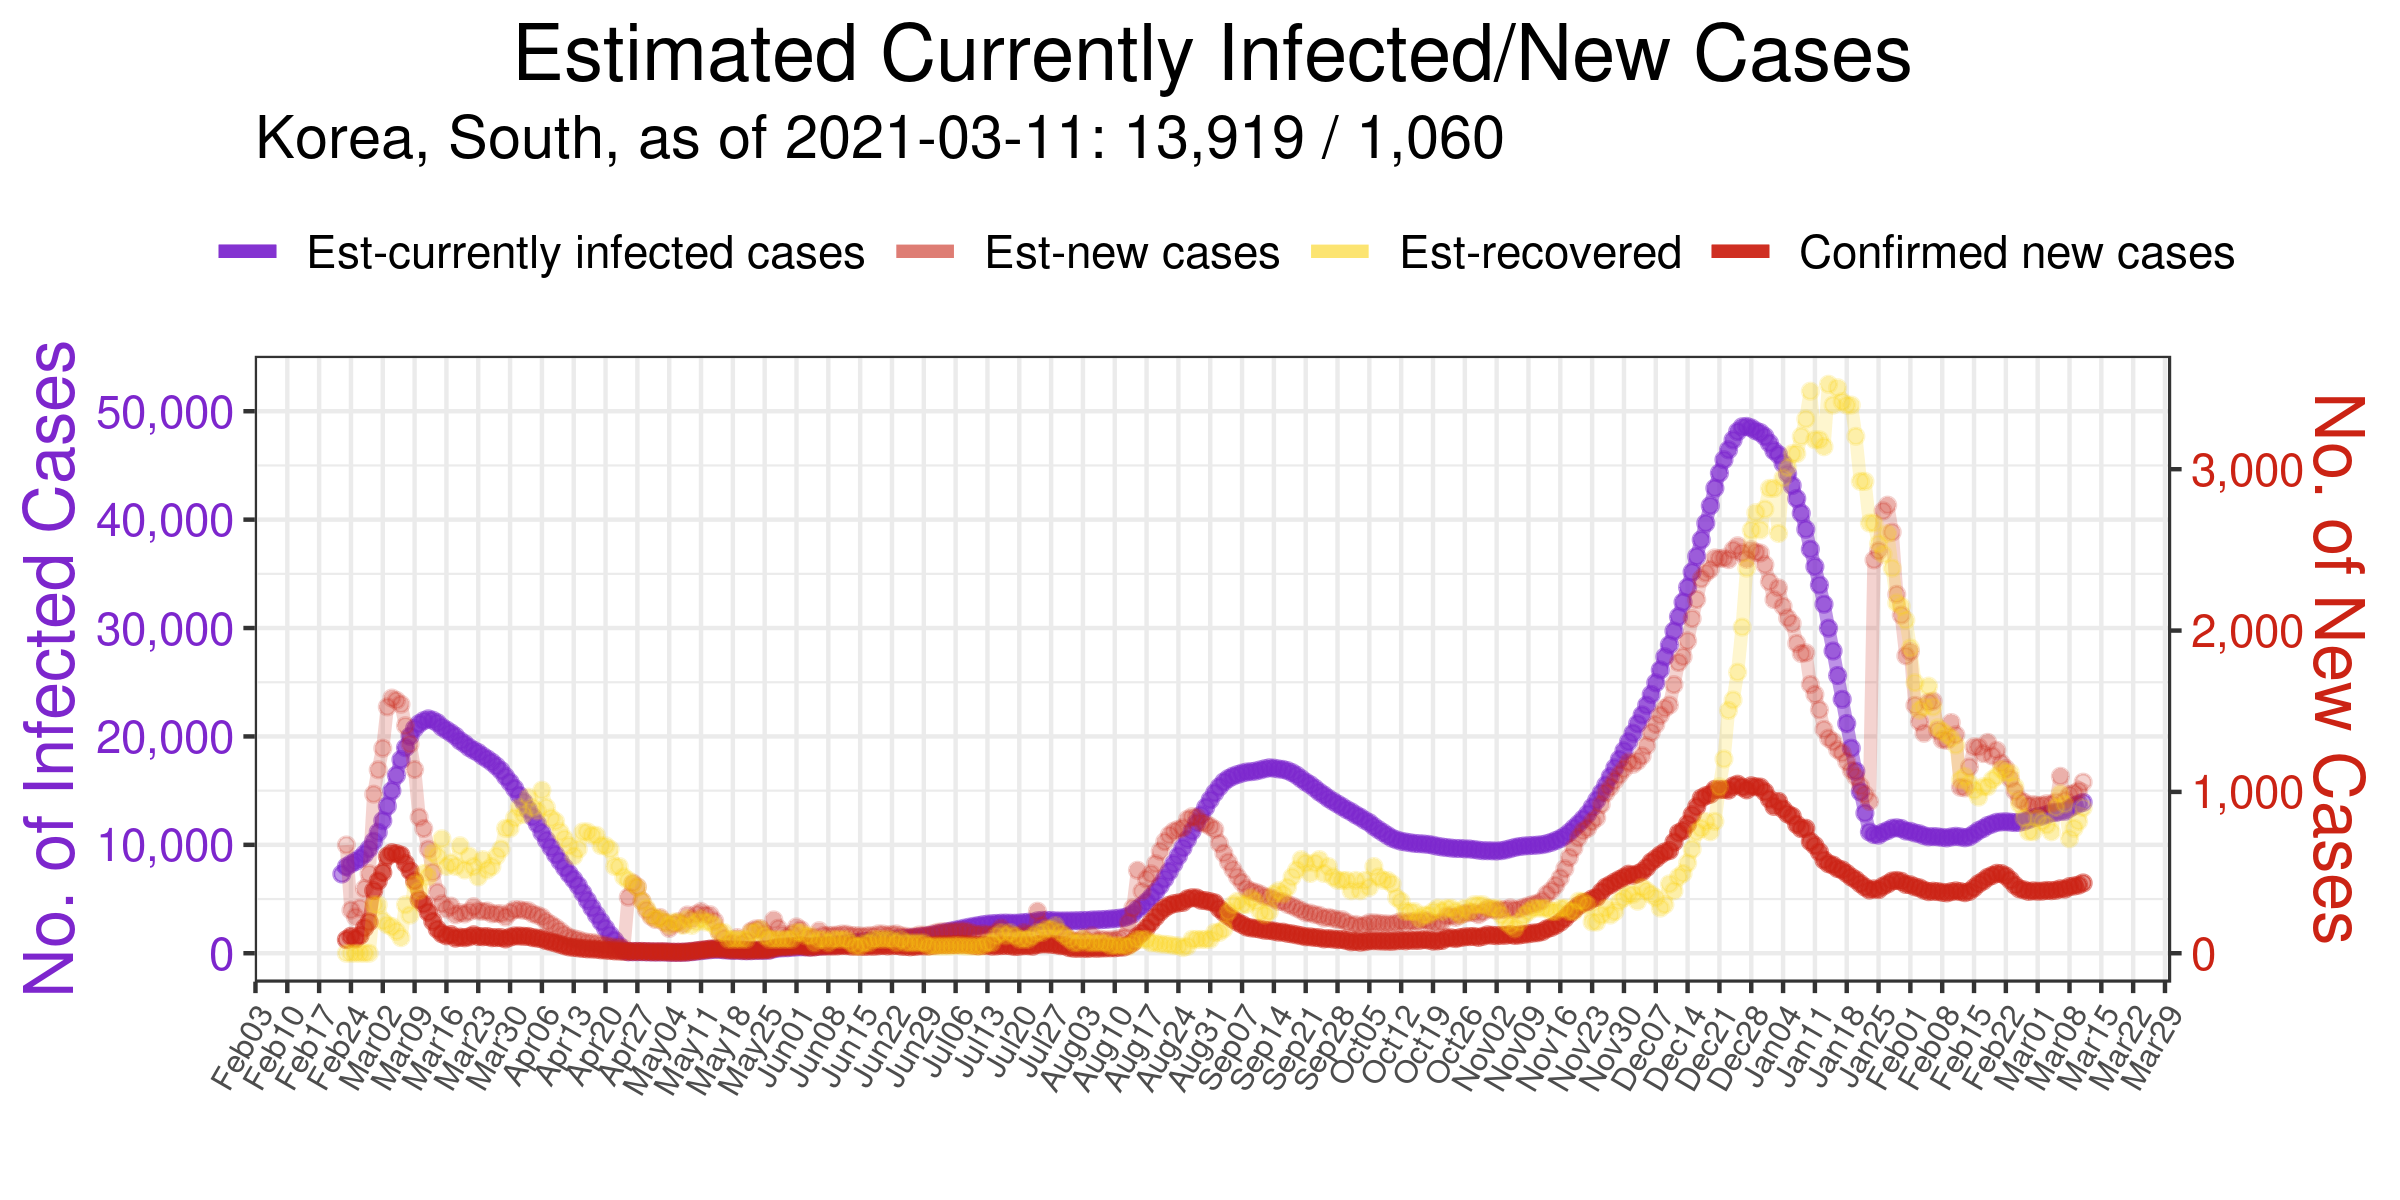 Estimated Currently Infected/New Cases
Korea, South, as of 2021-03-11: 13,919 / 1,060
Est-currently infected cases Est-new cases Est-recovered Confirmed new cases
No. of Infected Cases
50,000
40,000
30,000
20,000
10,000
0
3,000
2,000
1,000
0
No. of New Cases
Feb03 Feb10 Feb17 Feb24 Mar02 Mar09 Mar16 Mar23 Mar30 Apr06 Apr13 Apr20 Apr27 May04 May11 May18 May25 Jun01 Jun08 Jun15 Jun22 Jun29 Jul06 Jul13 Jul20 Jul27 Aug03 Aug10 Aug17 Aug24 Aug31 Sep07 Sep14 Sep21 Sep28 Oct05 Oct12 Oct19 Oct26 Nov02 Nov09 Nov16 Nov23 Nov30 Dec07 Dec14 Dec21 Dec28 Jan04 Jan11 Jan18 Jan25 Feb01 Feb08 Feb15 Feb22 Mar01 Mar08 Mar15 Mar22 Mar29